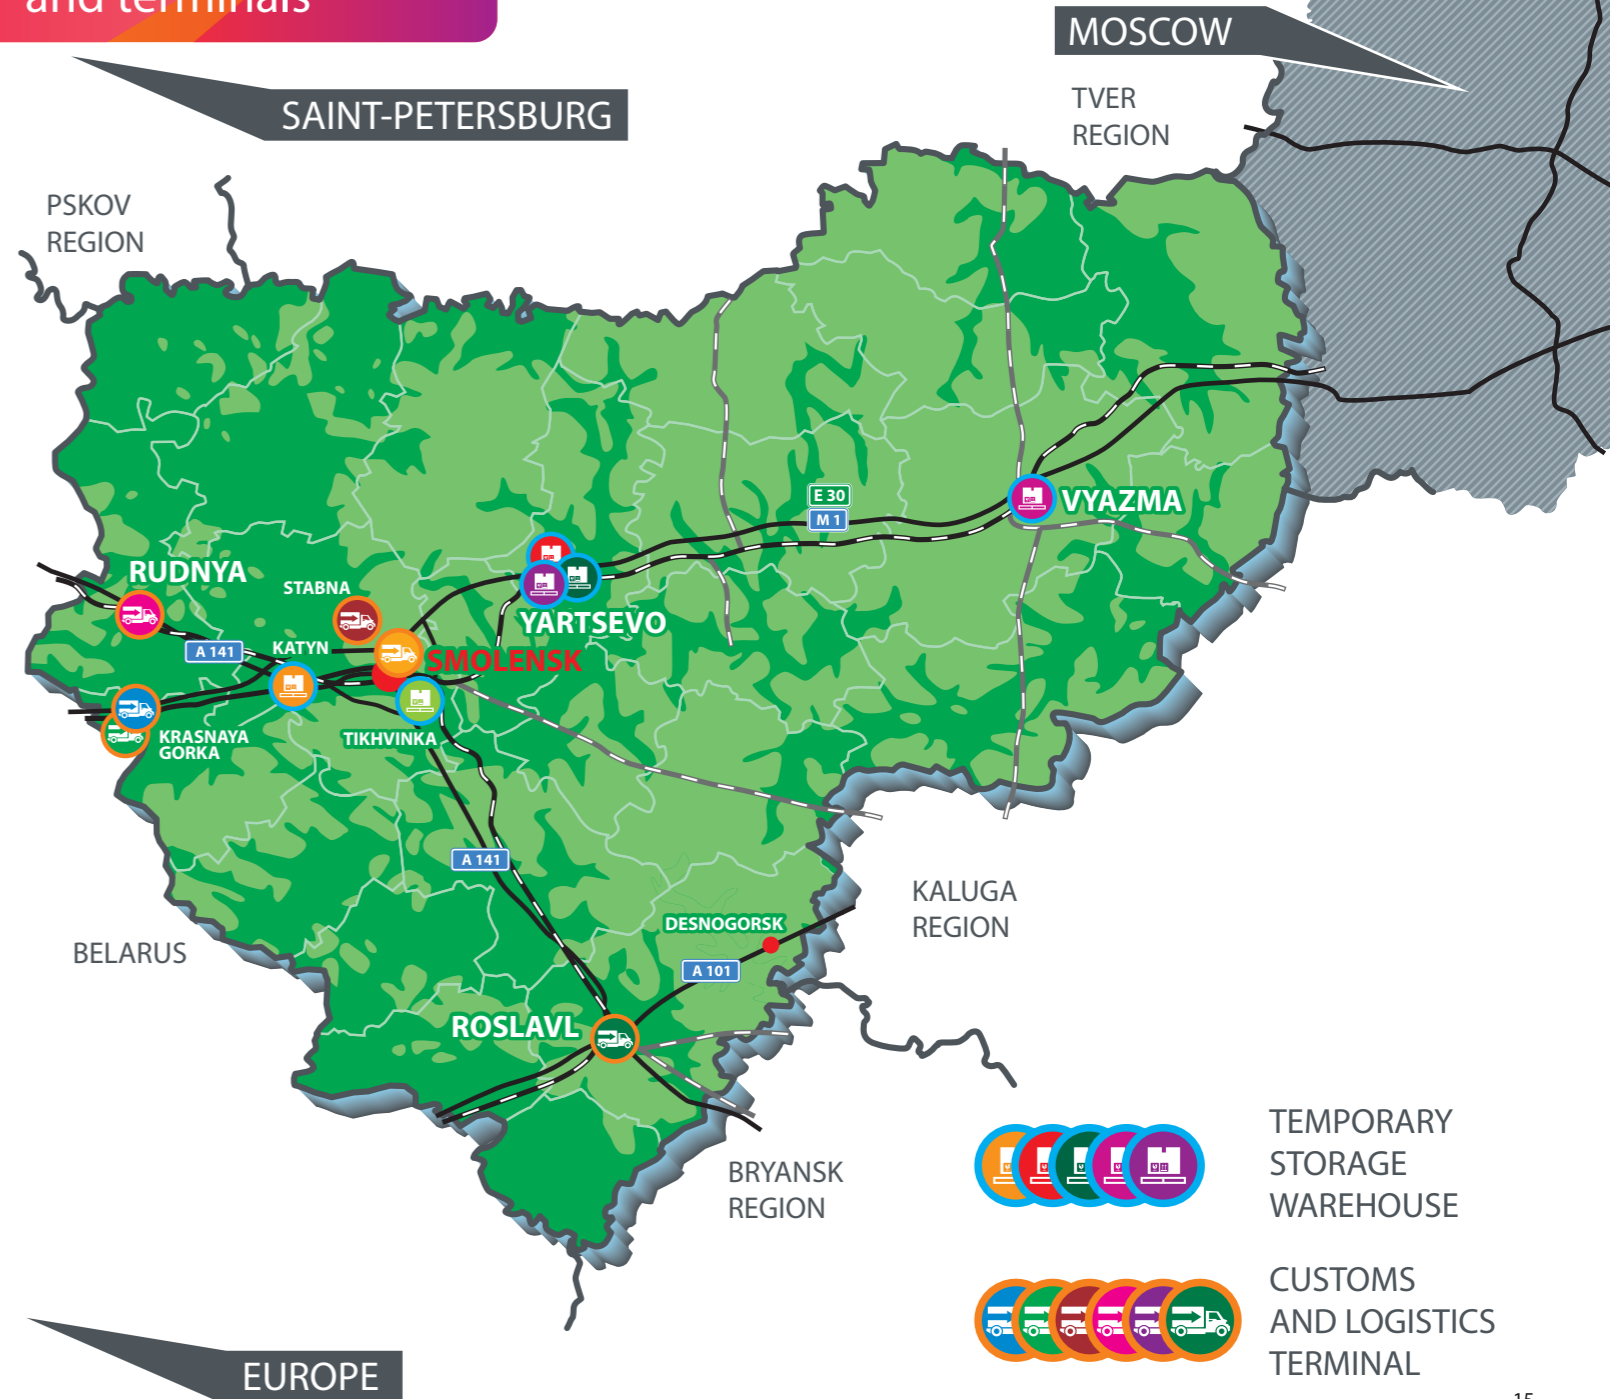 and terminals
MOSCOW
SAINT-PETERSBURG
TVER
REGION
PSKOV
REGION
E 30
M 1
VYAZMA
RUDNYA
STABNA
YARTSEVO
A 141
KATYN
SMOLENSK
KRASNAYA
GORKA
TIKHVINKA
A 141
KALUGA
REGION
DESNOGORSK
BELARUS
A 101
ROSLAVL
BRYANSK
REGION
TEMPORARY
STORAGE
WAREHOUSE
CUSTOMS
AND LOGISTICS
TERMINAL
EUROPE
15